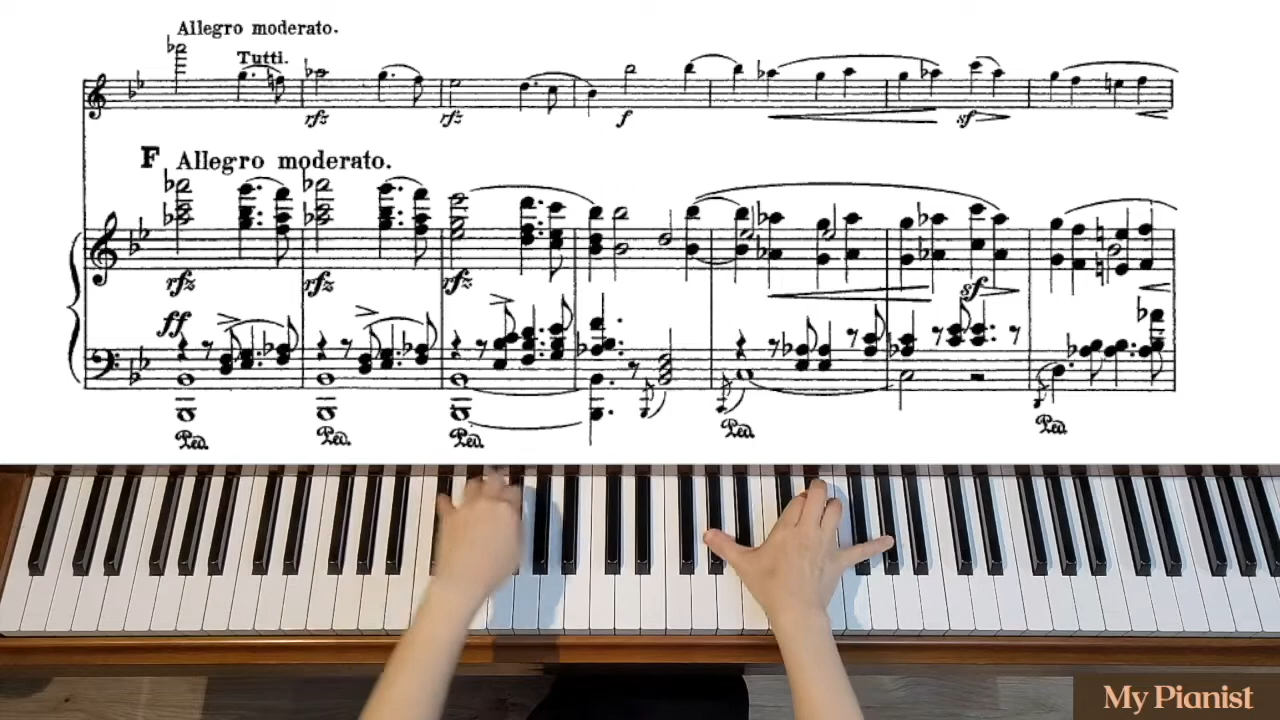 Allegro moderato.
Tutti.
rfz rfz f sf
F Allegro moderato.
rfz rfz rfz sf
ff
Ped. Ped. Ped. Ped. Ped.
My Pianist